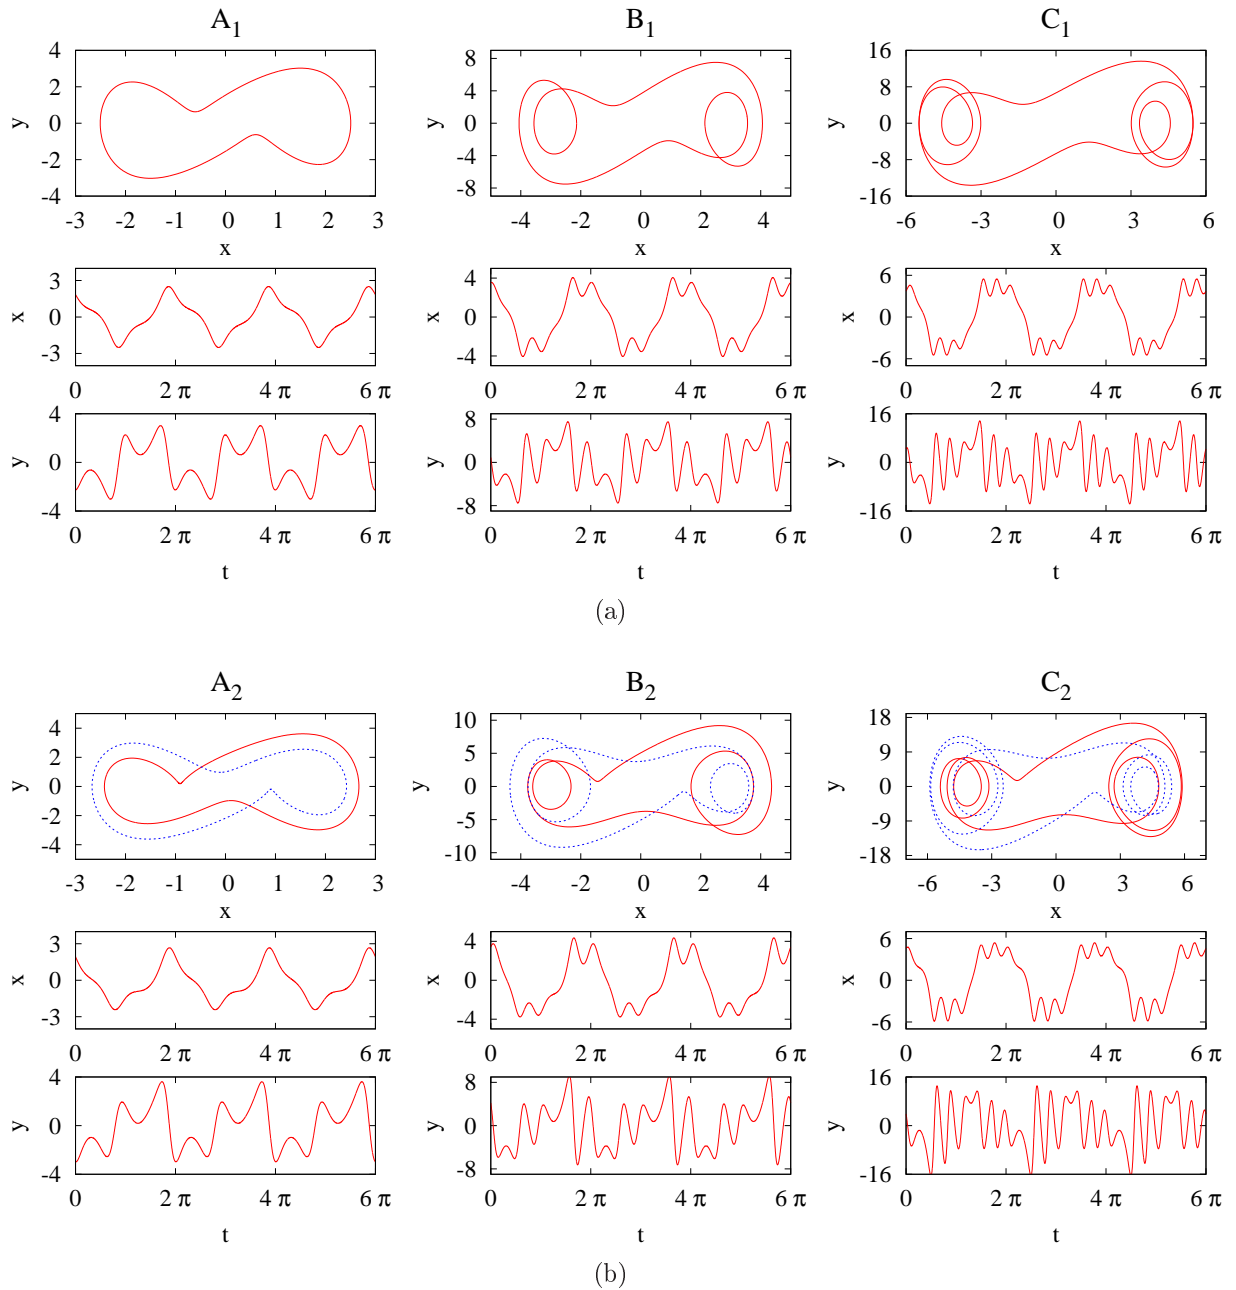 A1 B1 C1
4 2 0 -2 -4 y
-3 -2 -1 0 1 2 3
x
8 4 0 -4 -8 y
-4 -2 0 2 4
x
16 8 0 -8 -16 y
-6 -3 0 3 6
x
3 0 -3 x
0 2 π 4 π 6 π
4 0 -4 x
0 2 π 4 π 6 π
6 0 -6 x
0 2 π 4 π 6 π
4 0 -4 y
0 2 π 4 π 6 π
t
8 0 -8 y
0 2 π 4 π 6 π
t
16 0 -16 y
0 2 π 4 π 6 π
t
(a)
A2 B2 C2
4 2 0 -2 -4 y
-3 -2 -1 0 1 2 3
x
10 5 0 -5 -10 y
-4 -2 0 2 4
x
18 9 0 -9 -18 y
-6 -3 0 3 6
x
3 0 -3 x
0 2 π 4 π 6 π
4 0 -4 x
0 2 π 4 π 6 π
6 0 -6 x
0 2 π 4 π 6 π
4 0 -4 y
0 2 π 4 π 6 π
t
8 0 -8 y
0 2 π 4 π 6 π
t
16 0 -16 y
0 2 π 4 π 6 π
t
(b)